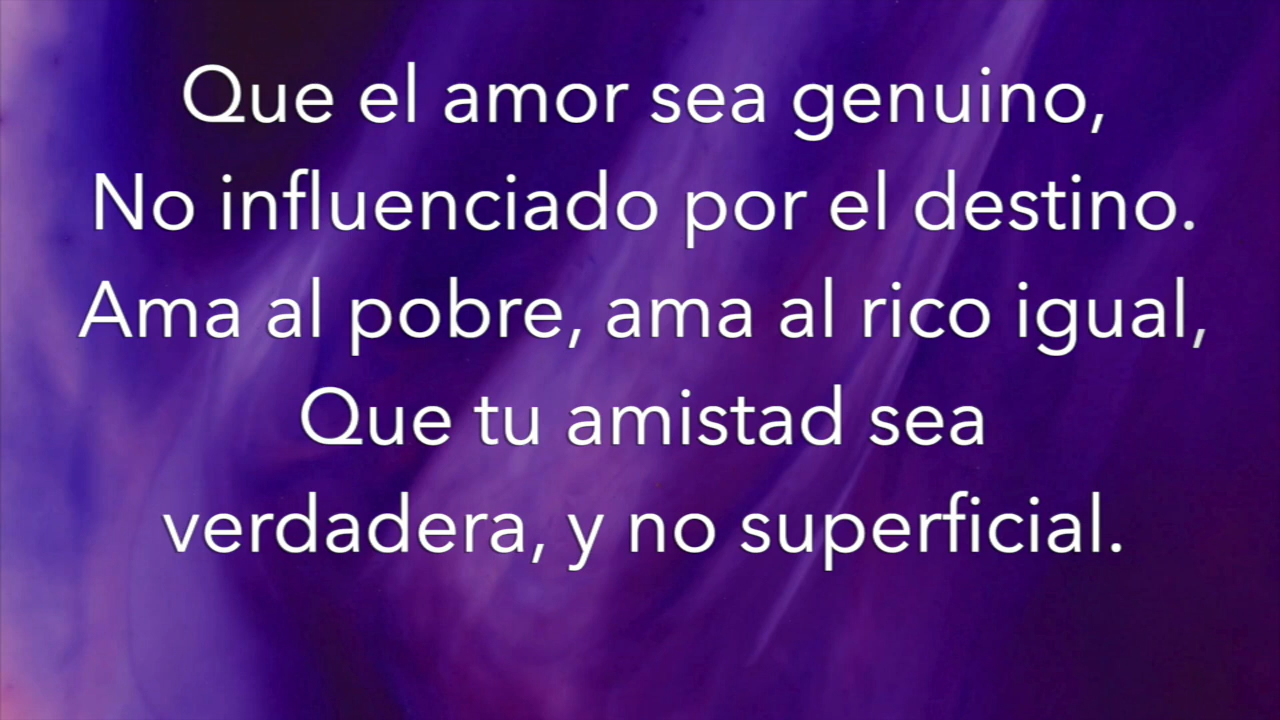 Que el amor sea genuino,
No influenciado por el destino.
Ama al pobre, ama al rico igual,
Que tu amistad sea
verdadera, y no superficial.